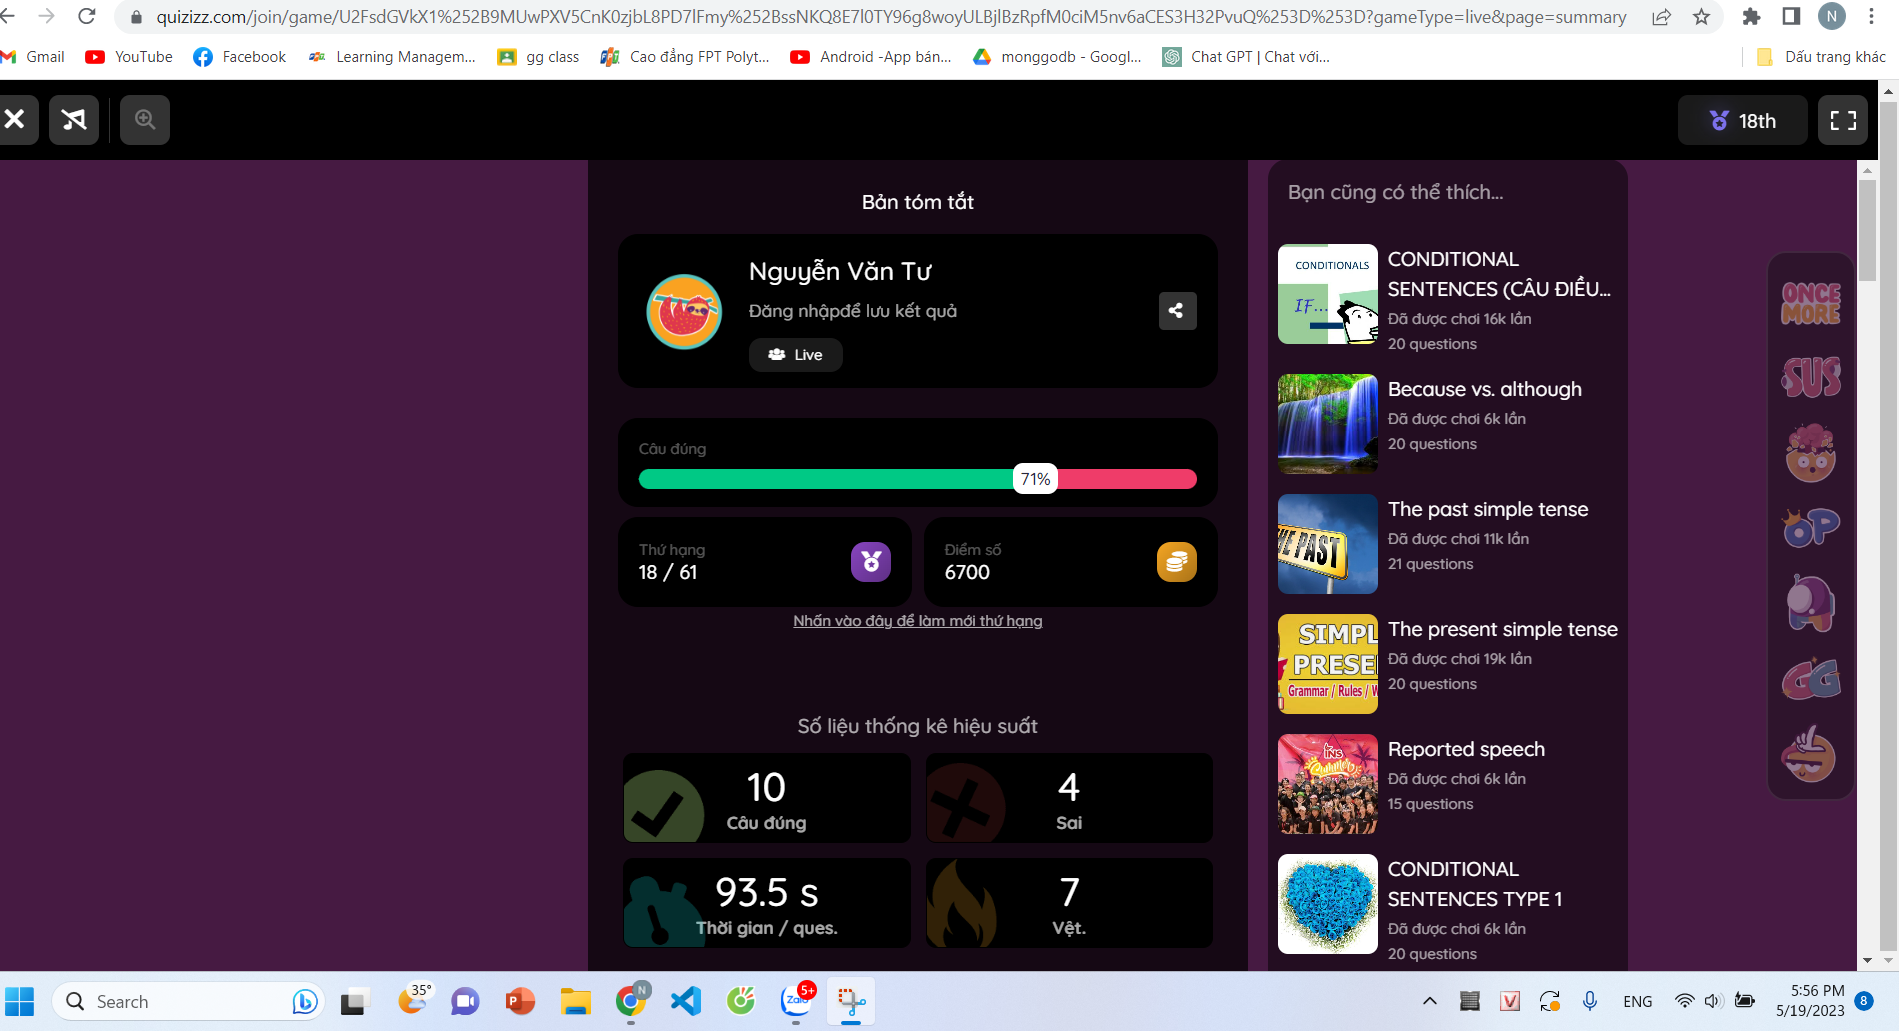 quizizz.com/join/game/U2FsdGVkX1%252B9MUwPXV5CnK0zjbL8PD7lFmy%252BssNKQ8E7l0TY96g8woyULBjlBzRpfM0ciM5nv6aCES3H32PvuQ%253D%253D?gameType=live&page=summary
N
Gmail
YouTube
Facebook
Learning Managem...
gg class
Cao đẳng FPT Polyt...
Android -App bán...
monggodb - Googl...
Chat GPT | Chat với...
Dấu trang khác
18th
Bản tóm tắt
Nguyễn Văn Tư
Đăng nhậpđể lưu kết quả
Live
Câu đúng
71%
Thứ hạng
18 / 61
Điểm số
6700
Nhấn vào đây để làm mới thứ hạng
Số liệu thống kê hiệu suất
10
Câu đúng
4
Sai
93.5 s
Thời gian / ques.
7
Vệt.
Bạn cũng có thể thích...
CONDITIONALS
IF...
CONDITIONAL
SENTENCES (CÂU ĐIỀU...
Đã được chơi 16k lần
20 questions
Because vs. although
Đã được chơi 6k lần
20 questions
THE PAST
The past simple tense
Đã được chơi 11k lần
21 questions
SIMPL
PRESE
Grammar / Rules / W
The present simple tense
Đã được chơi 19k lần
20 questions
INS
Summer
Reported speech
Đã được chơi 6k lần
15 questions
CONDITIONAL
SENTENCES TYPE 1
Đã được chơi 6k lần
20 questions
ONCE
MORE
SUS
OP
GG
Search
35°
N
Zalo
5+
ENG
5:56 PM
5/19/2023
8